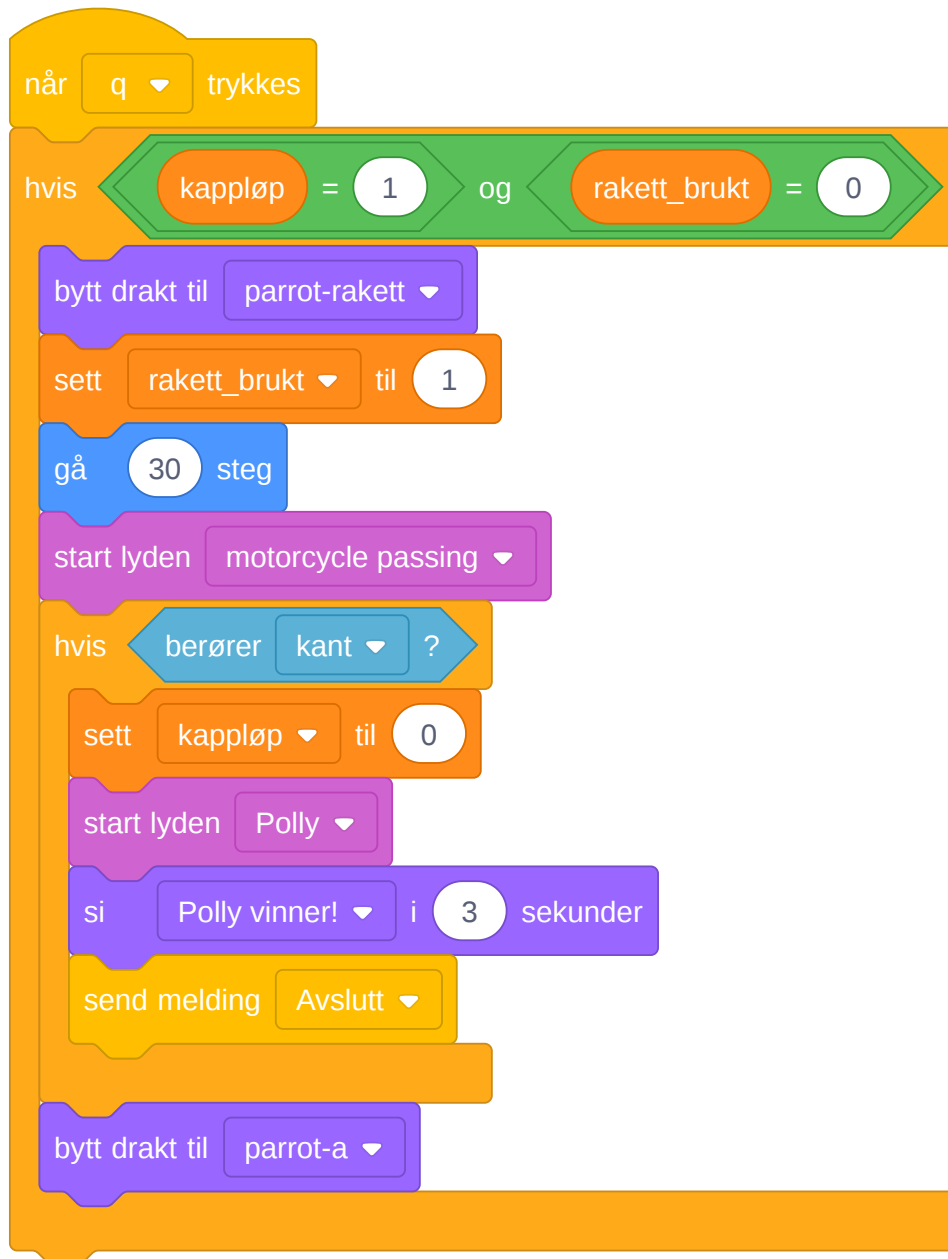 når q trykkes
hvis kappløp = 1 og rakett_brukt = 0
bytt drakt til parrot-rakett
sett rakett_brukt til 1
gå 30 steg
start lyden motorcycle passing
hvis berører kant ?
sett kappløp til 0
start lyden Polly
si Polly vinner! i 3 sekunder
send melding Avslutt
bytt drakt til parrot-a